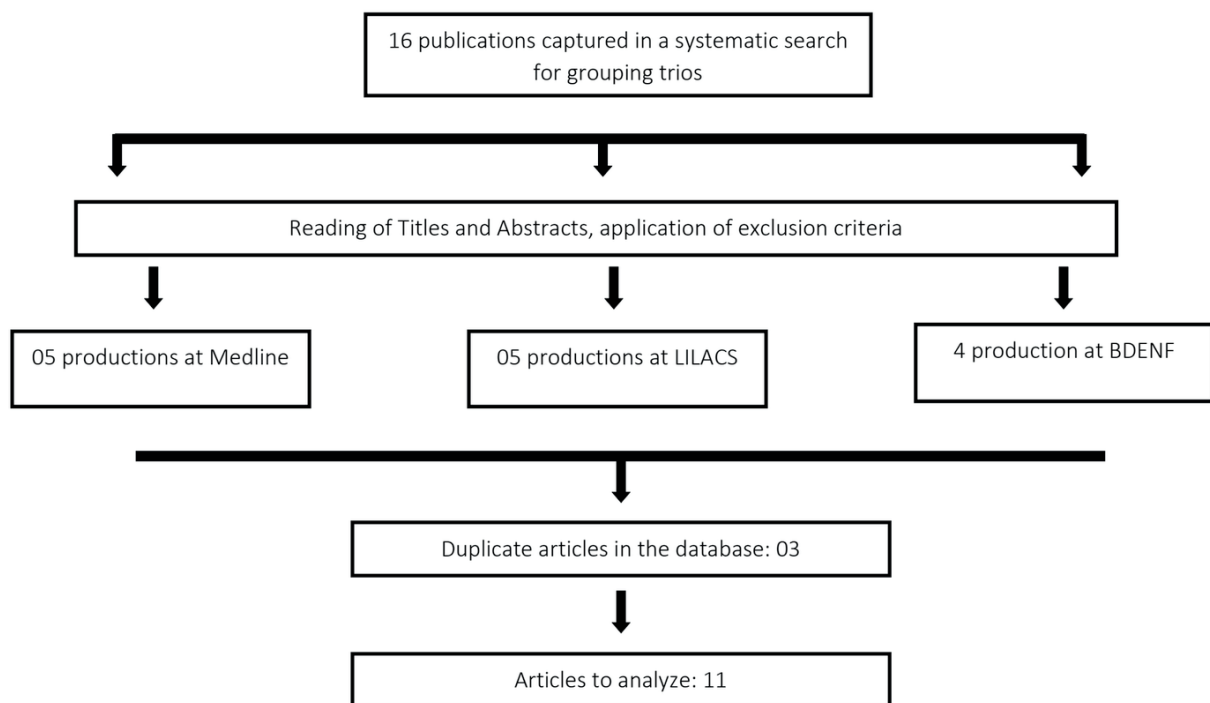 16 publications captured in a systematic search
for grouping trios
Reading of Titles and Abstracts, application of exclusion criteria
05 productions at Medline
05 productions at LILACS
4 production at BDENF
Duplicate articles in the database: 03
Articles to analyze: 11